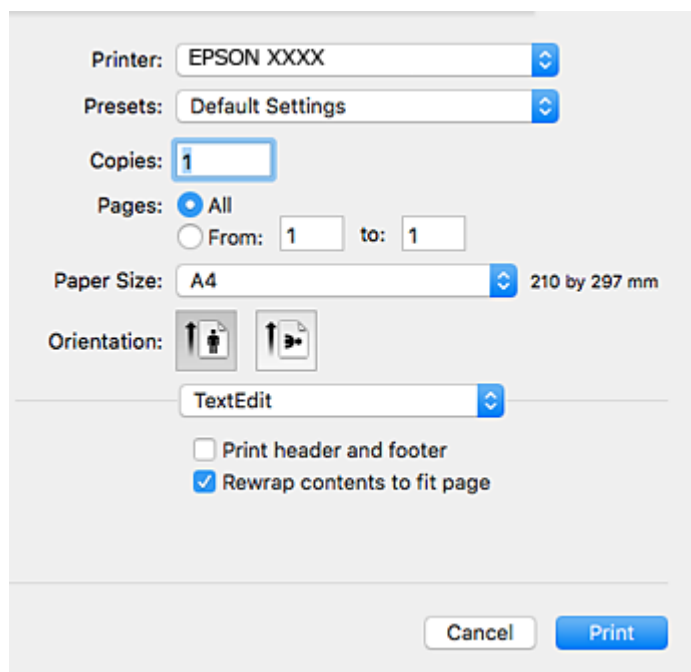 Printer: EPSON XXXX
Presets: Default Settings
Copies: 1
Pages: All
From: 1 to: 1
Paper Size: A4 210 by 297 mm
Orientation:
TextEdit
Print header and footer
Rewrap contents to fit page
Cancel Print